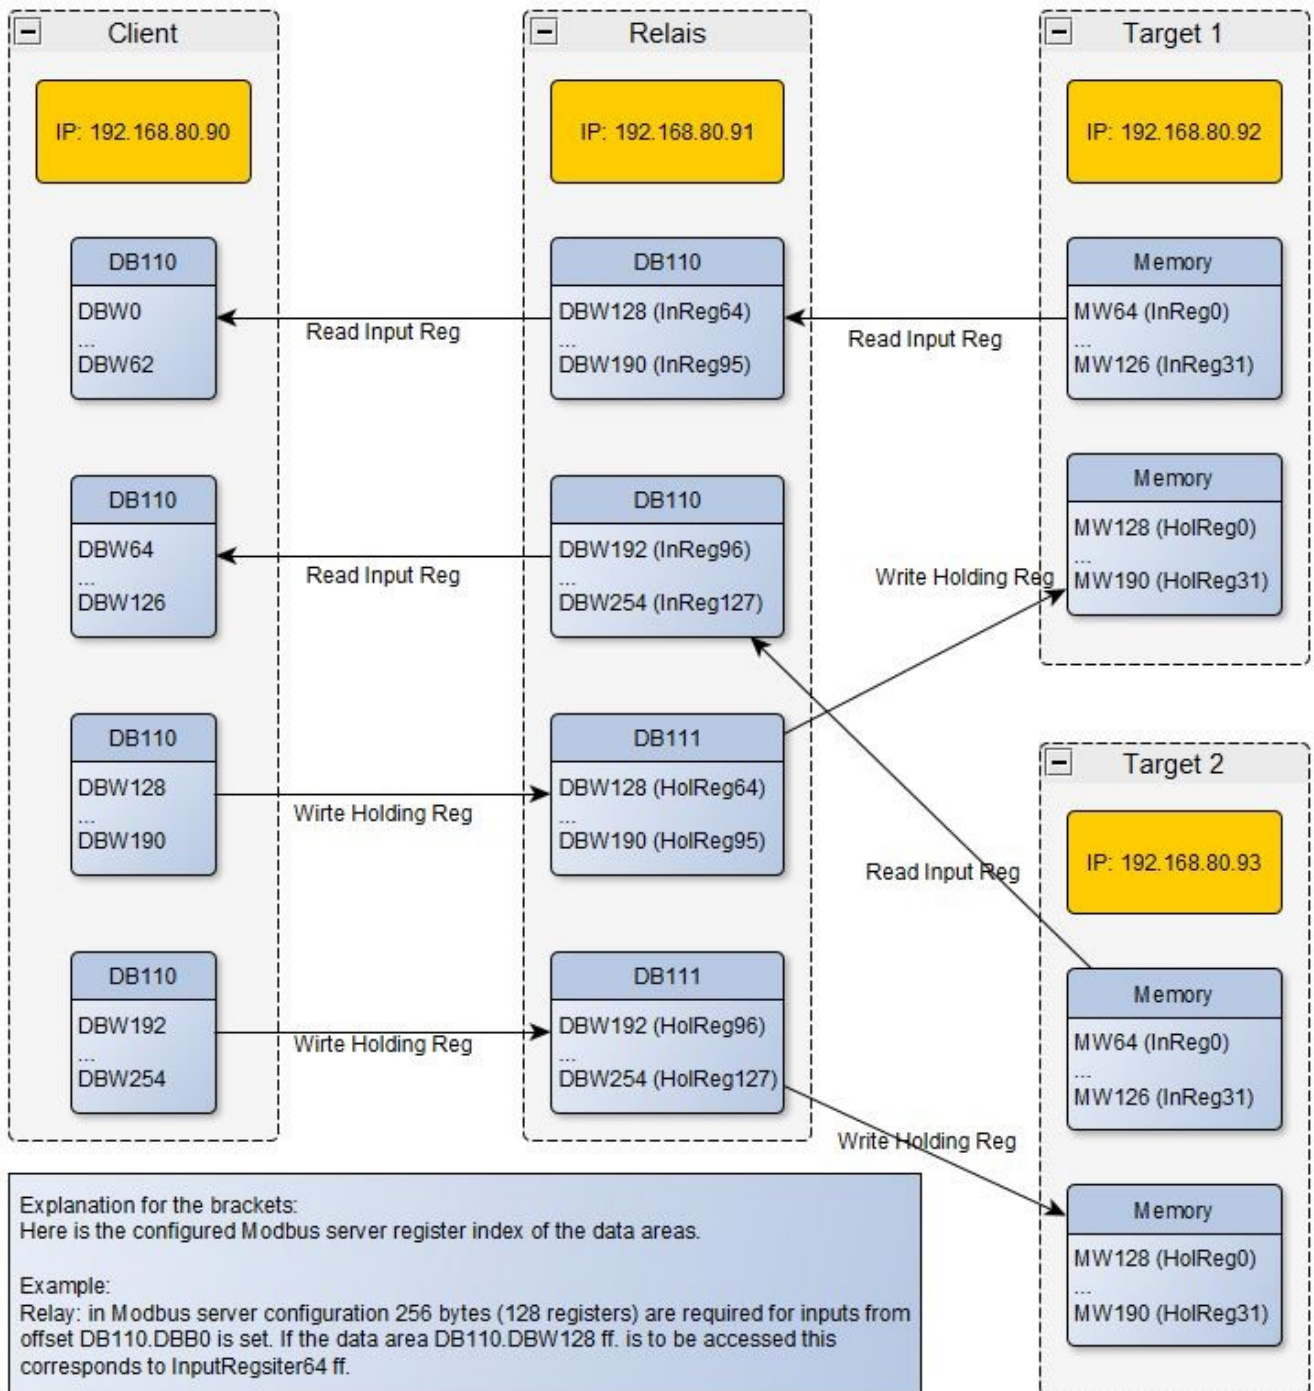 Client
IP: 192.168.80.90
DB110
DBW0
...
DBW62
Read Input Reg
DB110
DBW64
...
DBW126
Read Input Reg
DB110
DBW128
...
DBW190
Wirte Holding Reg
DB110
DBW192
...
DBW254
Wirte Holding Reg
Relais
IP: 192.168.80.91
DB110
DBW128 (InReg64)
...
DBW190 (InReg95)
Read Input Reg
DB110
DBW192 (InReg96)
...
DBW254 (InReg127)
Write Holding Reg
DB111
DBW128 (HolReg64)
...
DBW190 (HolReg95)
Read Input Reg
DB111
DBW192 (HolReg96)
...
DBW254 (HolReg127)
Write Holding Reg
Target 1
IP: 192.168.80.92
Memory
MW64 (InReg0)
...
MW126 (InReg31)
Memory
MW128 (HolReg0)
...
MW190 (HolReg31)
Target 2
IP: 192.168.80.93
Memory
MW64 (InReg0)
...
MW126 (InReg31)
Memory
MW128 (HolReg0)
...
MW190 (HolReg31)
Explanation for the brackets:
Here is the configured Modbus server register index of the data areas.
Example:
Relay: in Modbus server configuration 256 bytes (128 registers) are required for inputs from
offset DB110.DBB0 is set. If the data area DB110.DBW128 ff. is to be accessed this
corresponds to InputRegsiter64 ff.